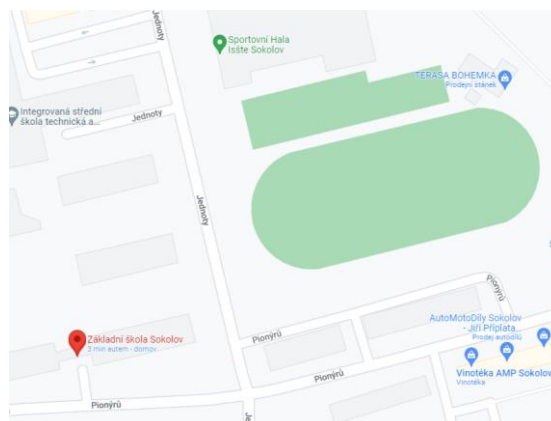 Jednoty
Sportovní Hala
Isšte Sokolov
TERASA BOHEMKA
Prodejní stánek
Integrovaná střední
škola technická a...
Jednoty
Jednoty
Pionýrů
Pionýrů
AutoMotoDíly Sokolov
- Jiří Připlata...
Prodej autodílů
Základní škola Sokolov
3 min autem - domov
Vinotéka AMP Sokolov
Vinotéka
Pionýrů